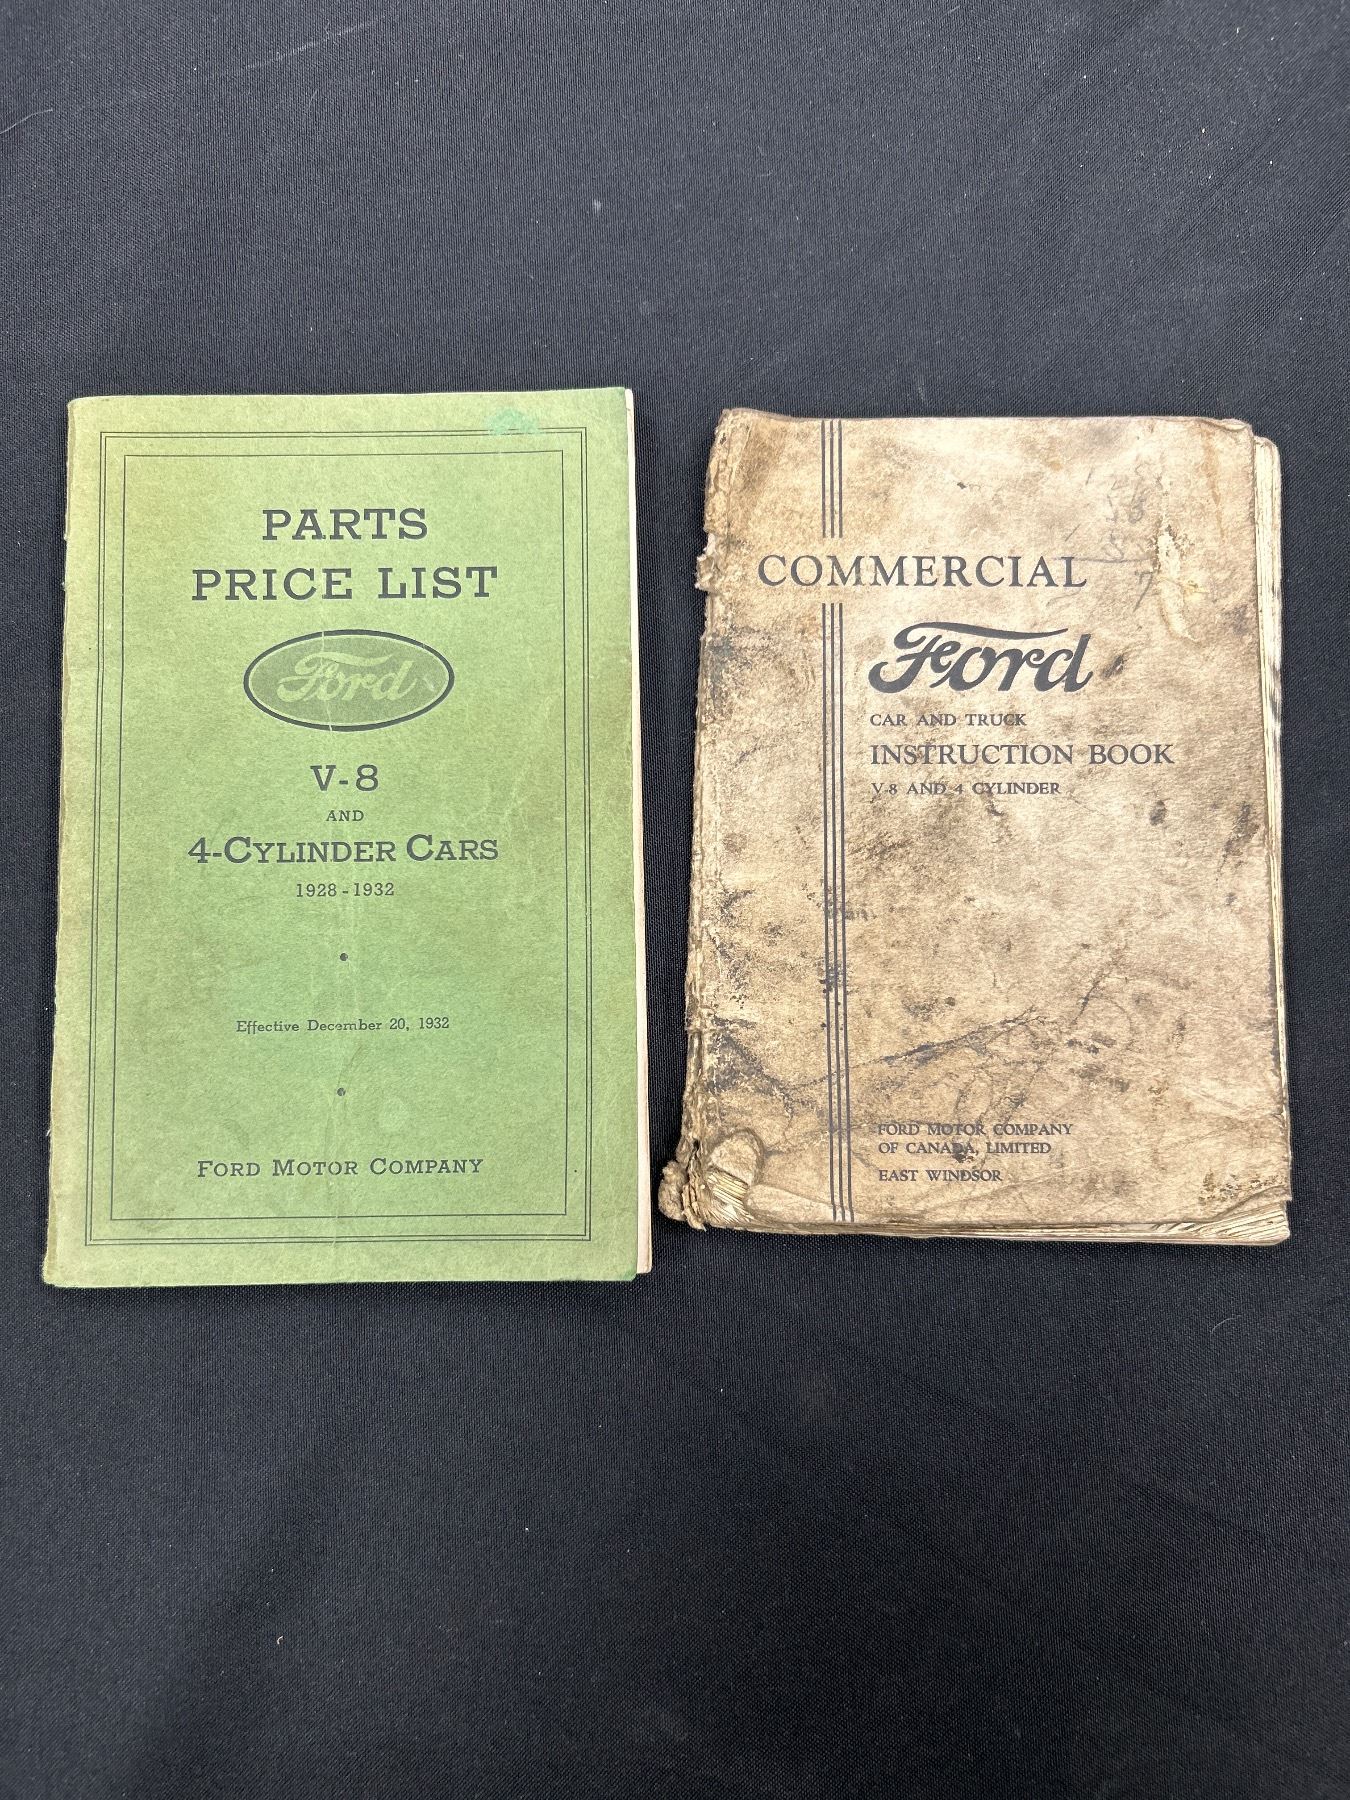 PARTS
PRICE LIST
Ford
V-8
AND
4-CYLINDER CARS
1928 - 1932
Effective December 20, 1932
FORD MOTOR COMPANY
COMMERCIAL
Ford
CAR AND TRUCK
INSTRUCTION BOOK
V-8 AND 4 CYLINDER
FORD MOTOR COMPANY
OF CANADA, LIMITED
EAST WINDSOR